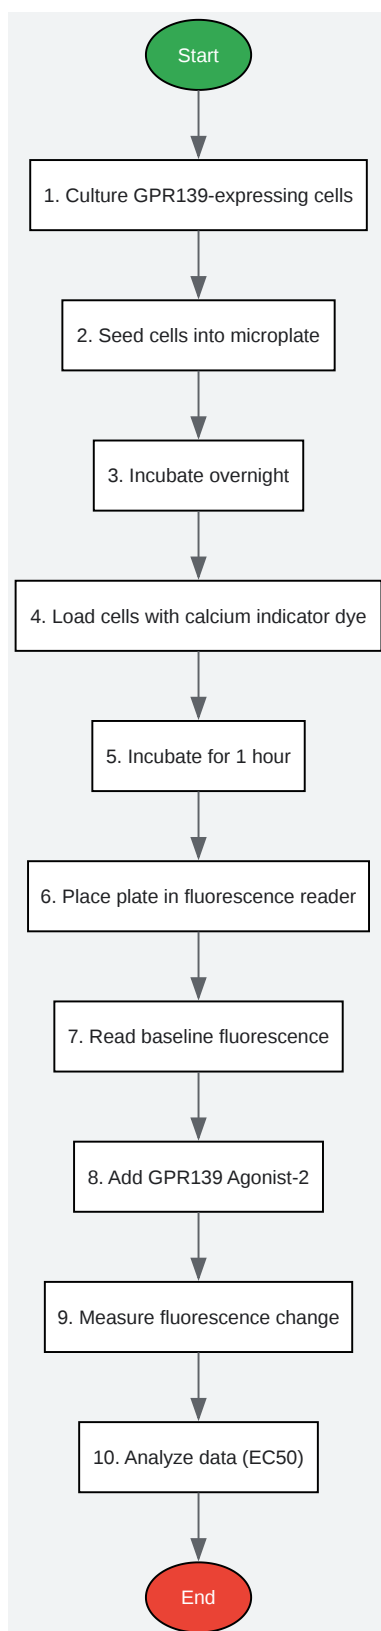 Start
1. Culture GPR139-expressing cells
2. Seed cells into microplate
3. Incubate overnight
4. Load cells with calcium indicator dye
5. Incubate for 1 hour
6. Place plate in fluorescence reader
7. Read baseline fluorescence
8. Add GPR139 Agonist-2
9. Measure fluorescence change
10. Analyze data (EC50)
End